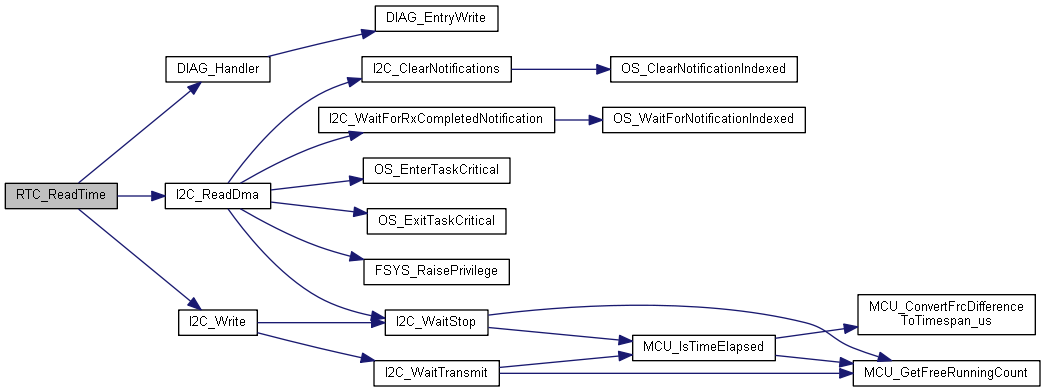 DIAG_EntryWrite
DIAG_Handler
I2C_ClearNotifications
OS_ClearNotificationIndexed
I2C_WaitForRxCompletedNotification
OS_WaitForNotificationIndexed
OS_EnterTaskCritical
RTC_ReadTime
I2C_ReadDma
OS_ExitTaskCritical
FSYS_RaisePrivilege
I2C_Write
I2C_WaitStop
MCU_ConvertFrcDifference
ToTimespan_us
MCU_IsTimeElapsed
I2C_WaitTransmit
MCU_GetFreeRunningCount